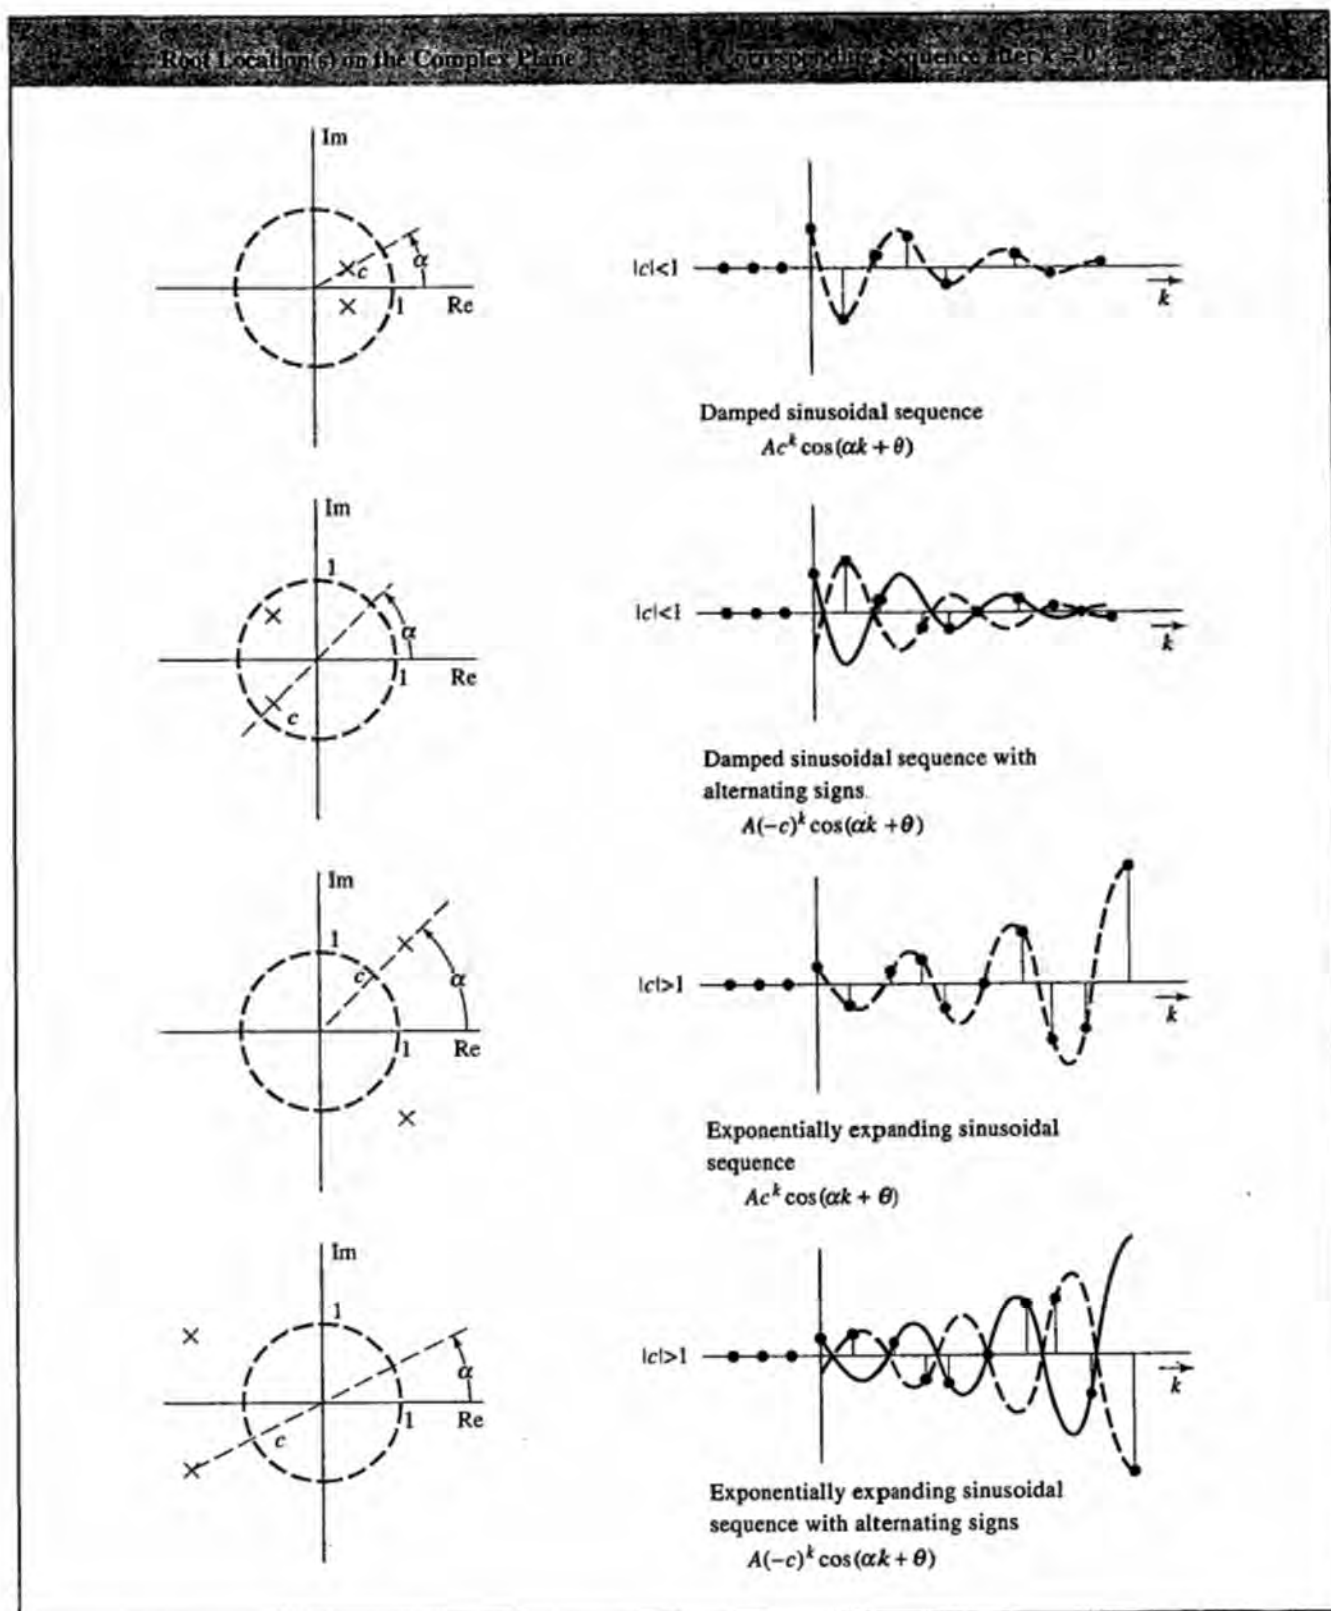 Root Location(s) on the Complex Plane
Corresponding Sequence after k = 0
Im
c
α
1
Re
|c|<1
k
Damped sinusoidal sequence
Ac^k cos(αk + θ)
Im
1
α
1
Re
c
|c|<1
k
Damped sinusoidal sequence with
alternating signs
A(−c)^k cos(αk +θ)
Im
1
c
α
1
Re
|c|>1
k
Exponentially expanding sinusoidal
sequence
Ac^k cos(αk + θ)
Im
1
α
c
1
Re
|c|>1
k
Exponentially expanding sinusoidal
sequence with alternating signs
A(−c)^k cos(αk + θ)